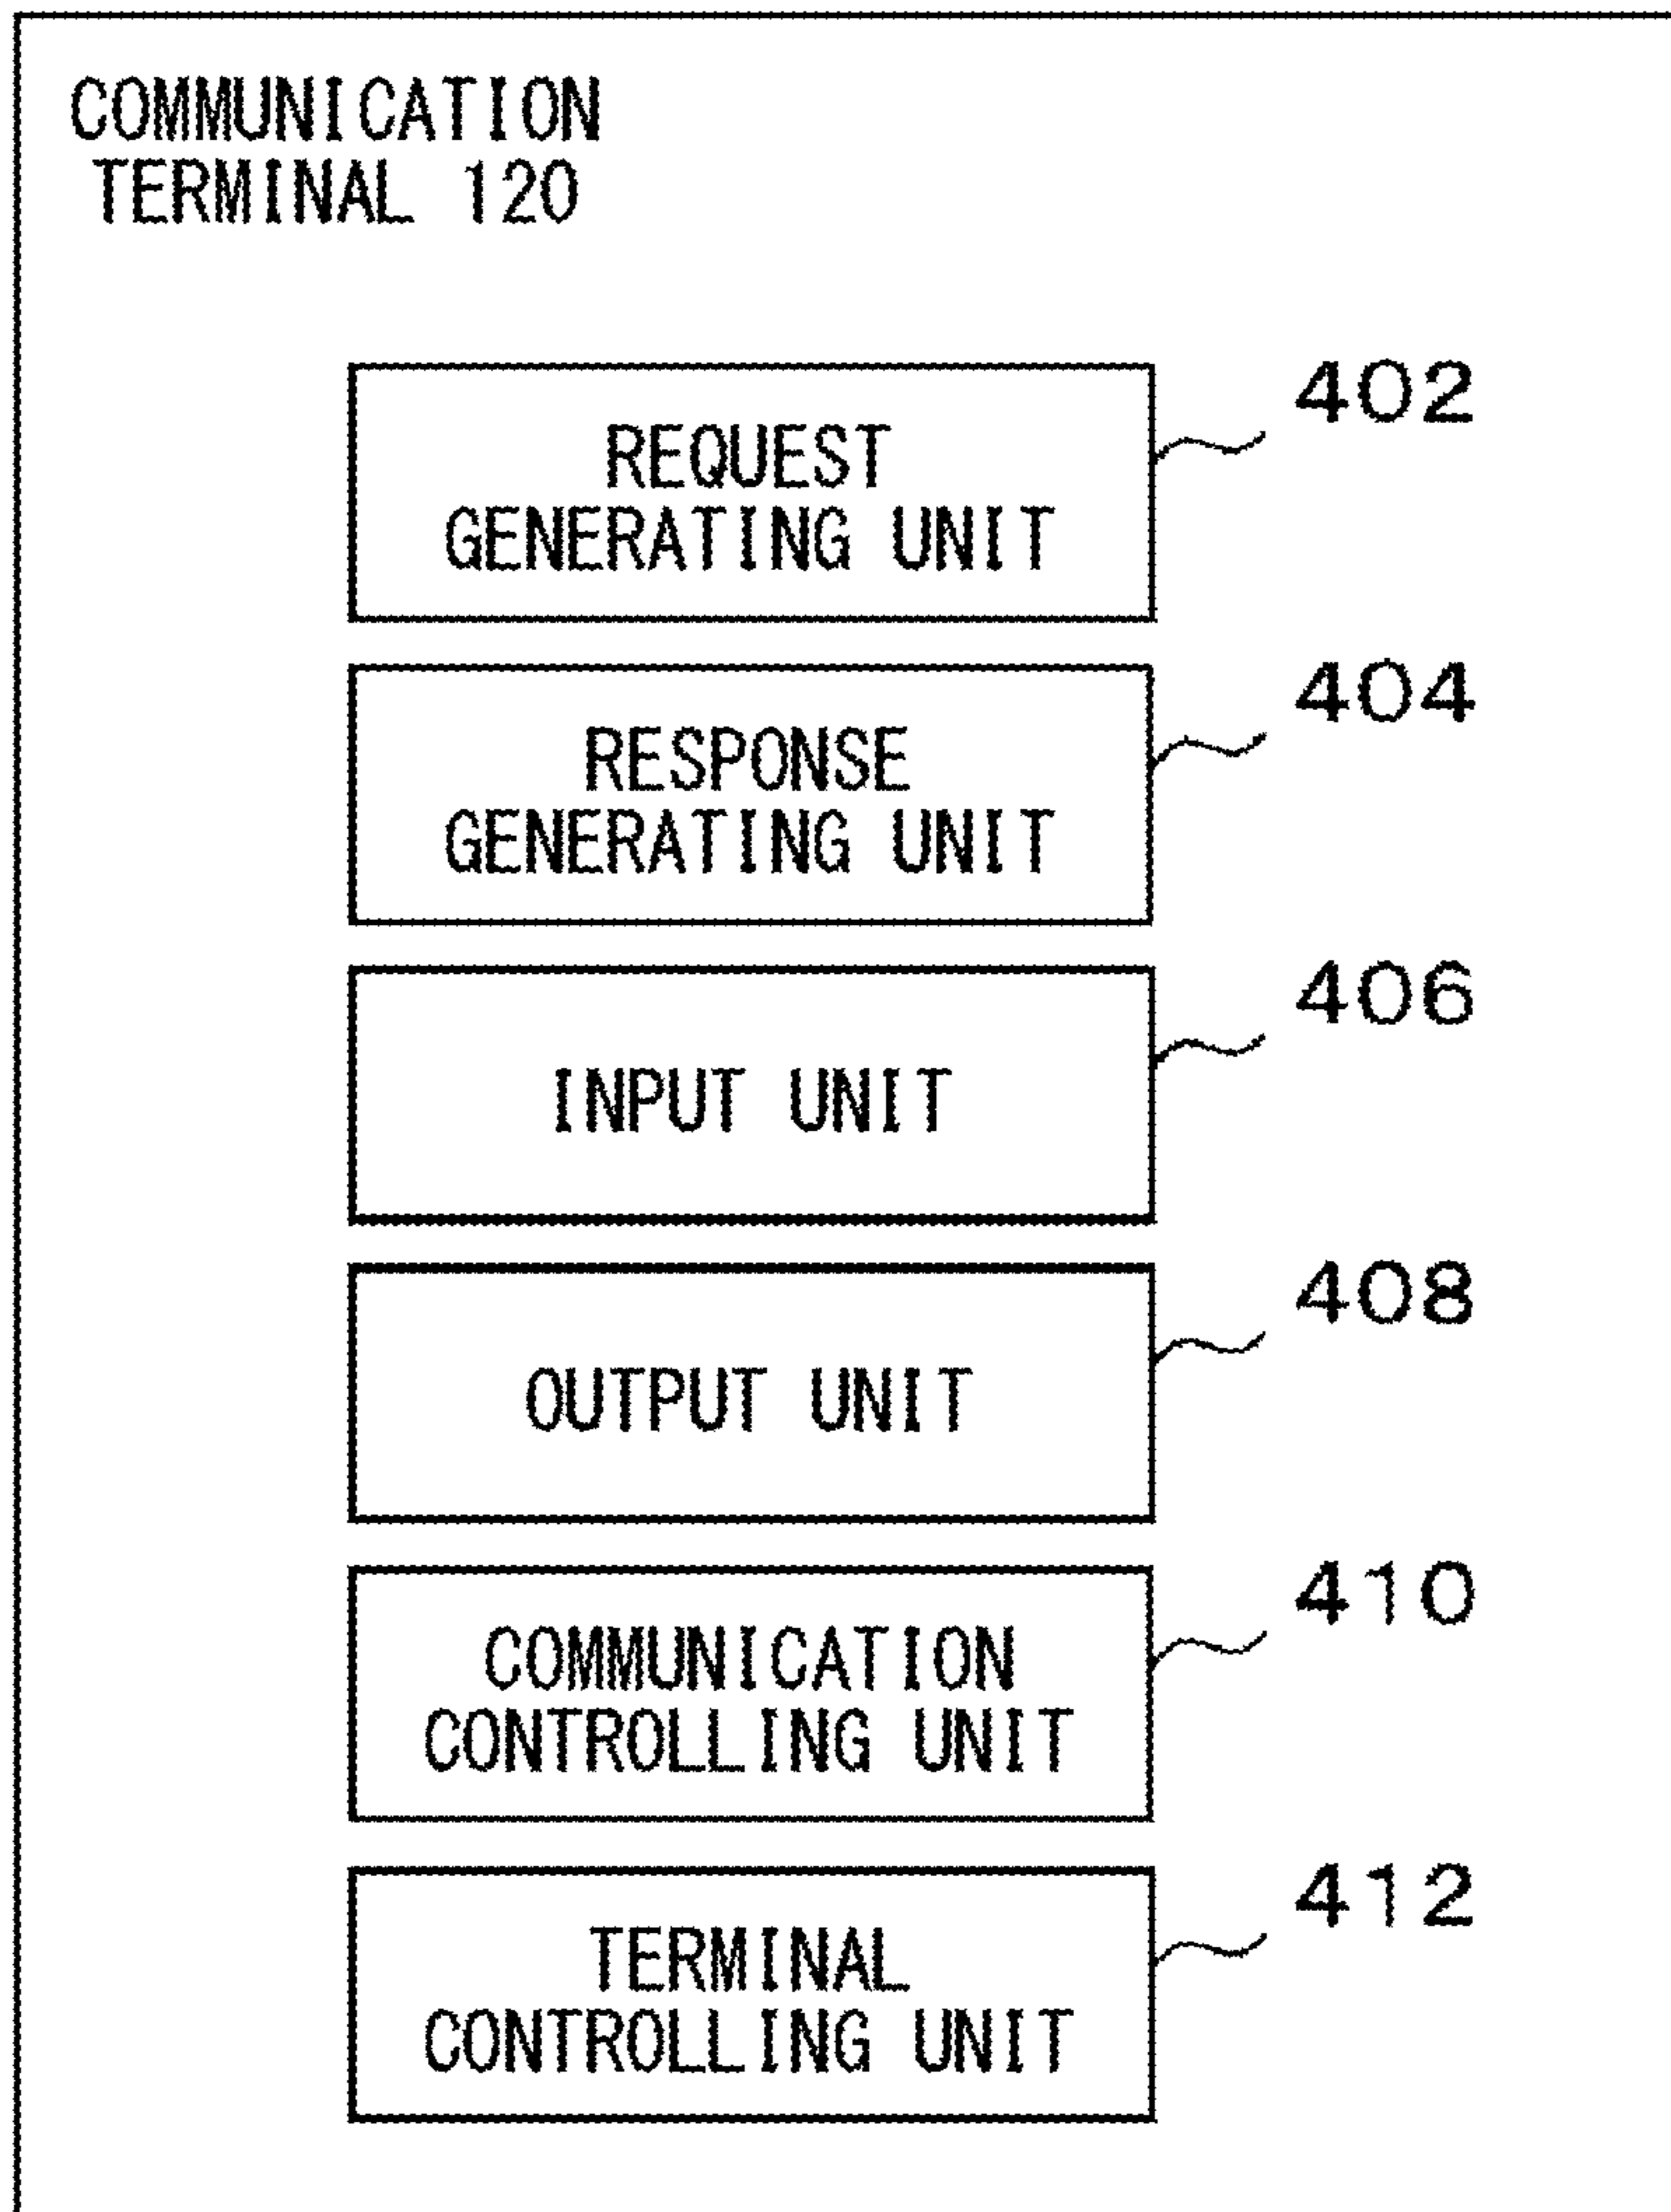 COMMUNICATION
TERMINAL 120
402
REQUEST
GENERATING UNIT
404
RESPONSE
GENERATING UNIT
406
INPUT UNIT
408
OUTPUT UNIT
410
COMMUNICATION
CONTROLLING UNIT
412
TERMINAL
CONTROLLING UNIT